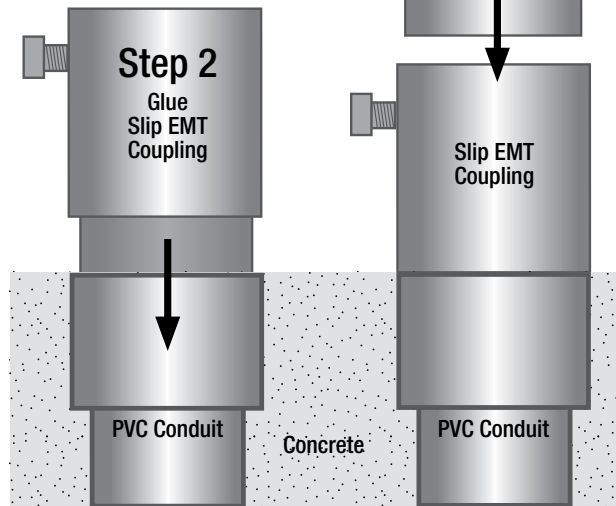 Step 2
Glue
Slip EMT
Coupling
Slip EMT
Coupling
PVC Conduit
Concrete
PVC Conduit